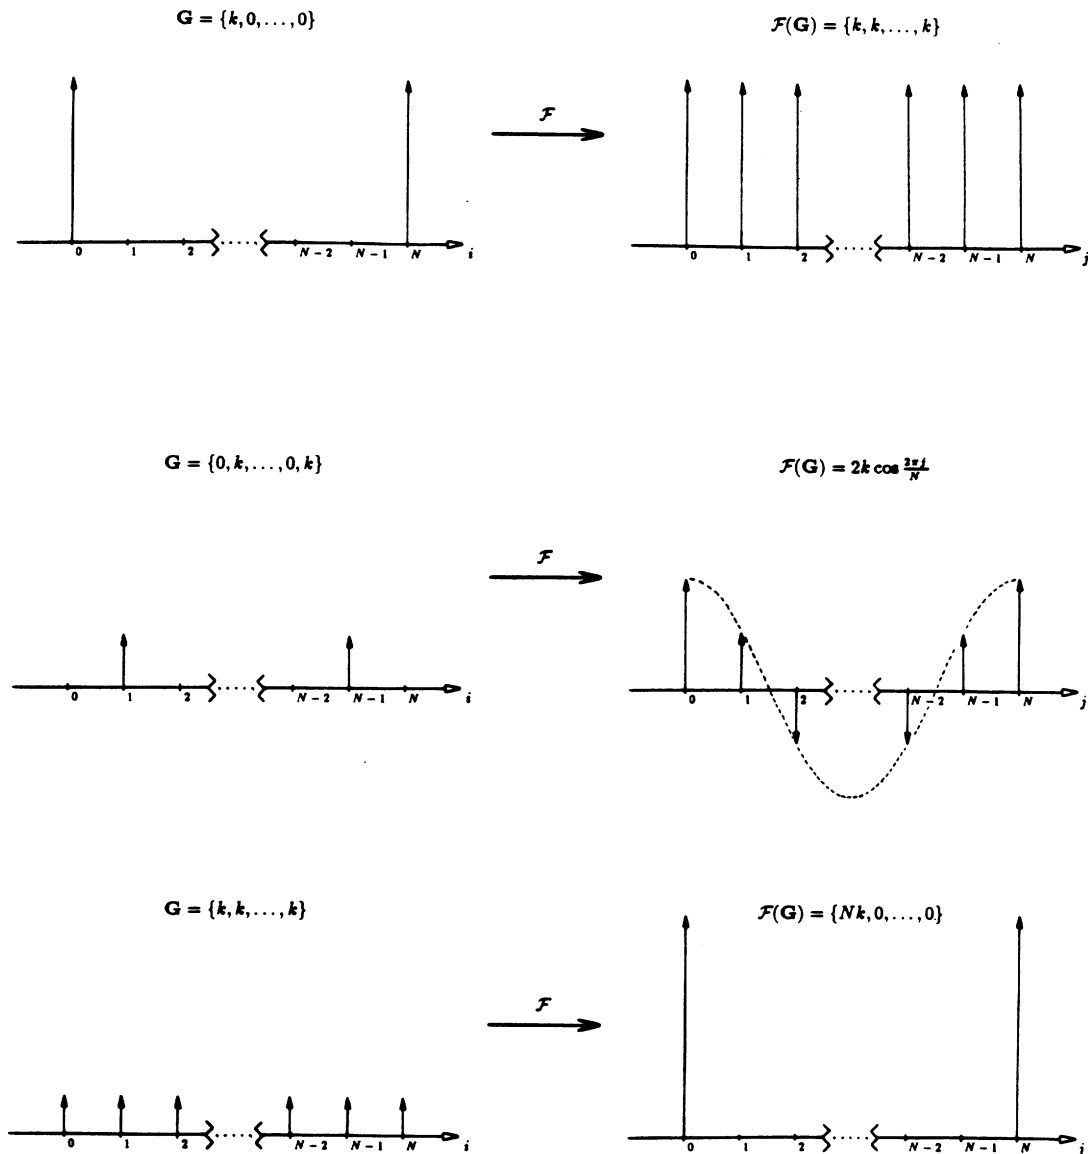 G = {k, 0, . . . , 0}
F(G) = {k, k, . . . , k}
F
0 1 2 ..... N − 2 N − 1 N i
0 1 2 ..... N − 2 N − 1 N j
G = {0, k, . . . , 0, k}
F(G) = 2k cos 2πj/N
F
0 1 2 ..... N − 2 N − 1 N i
0 1 2 ..... N − 2 N − 1 N j
G = {k, k, . . . , k}
F(G) = {Nk, 0, . . . , 0}
F
0 1 2 ..... N − 2 N − 1 N i
0 1 2 ..... N − 2 N − 1 N j